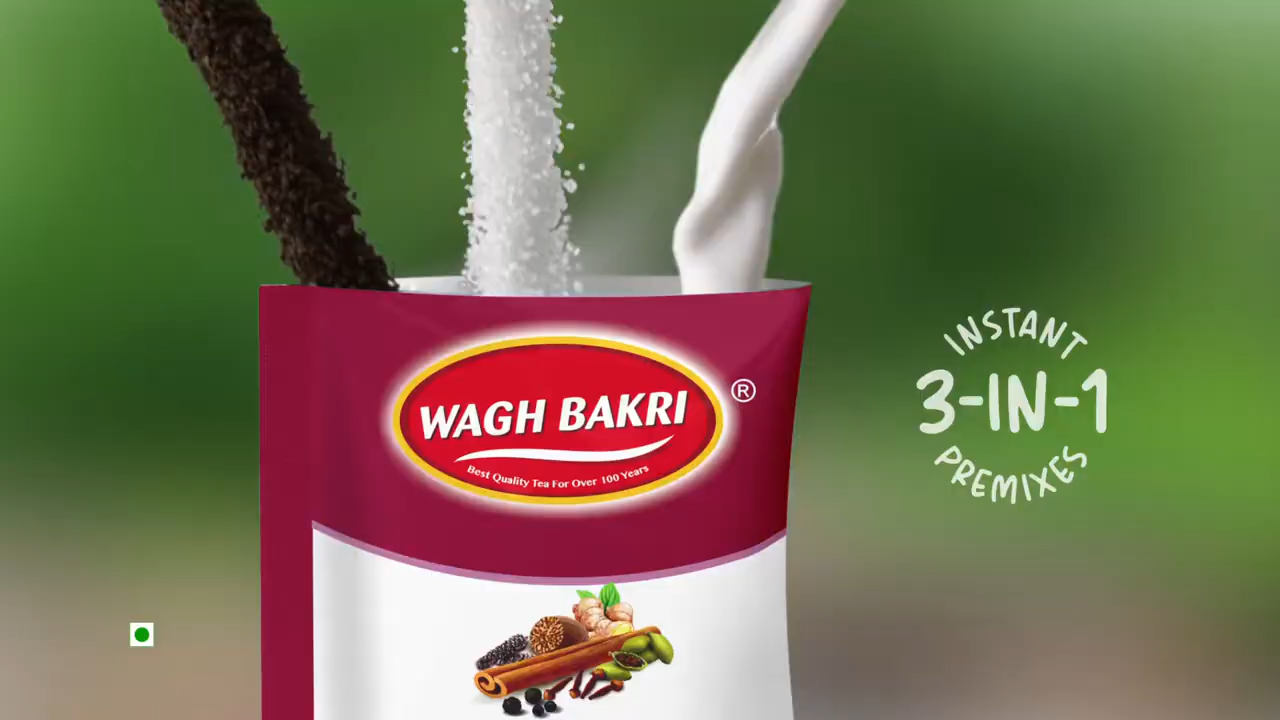 WAGH BAKRI
®
Best Quality Tea For Over 100 Years
INSTANT
3-IN-1
PREMIXES